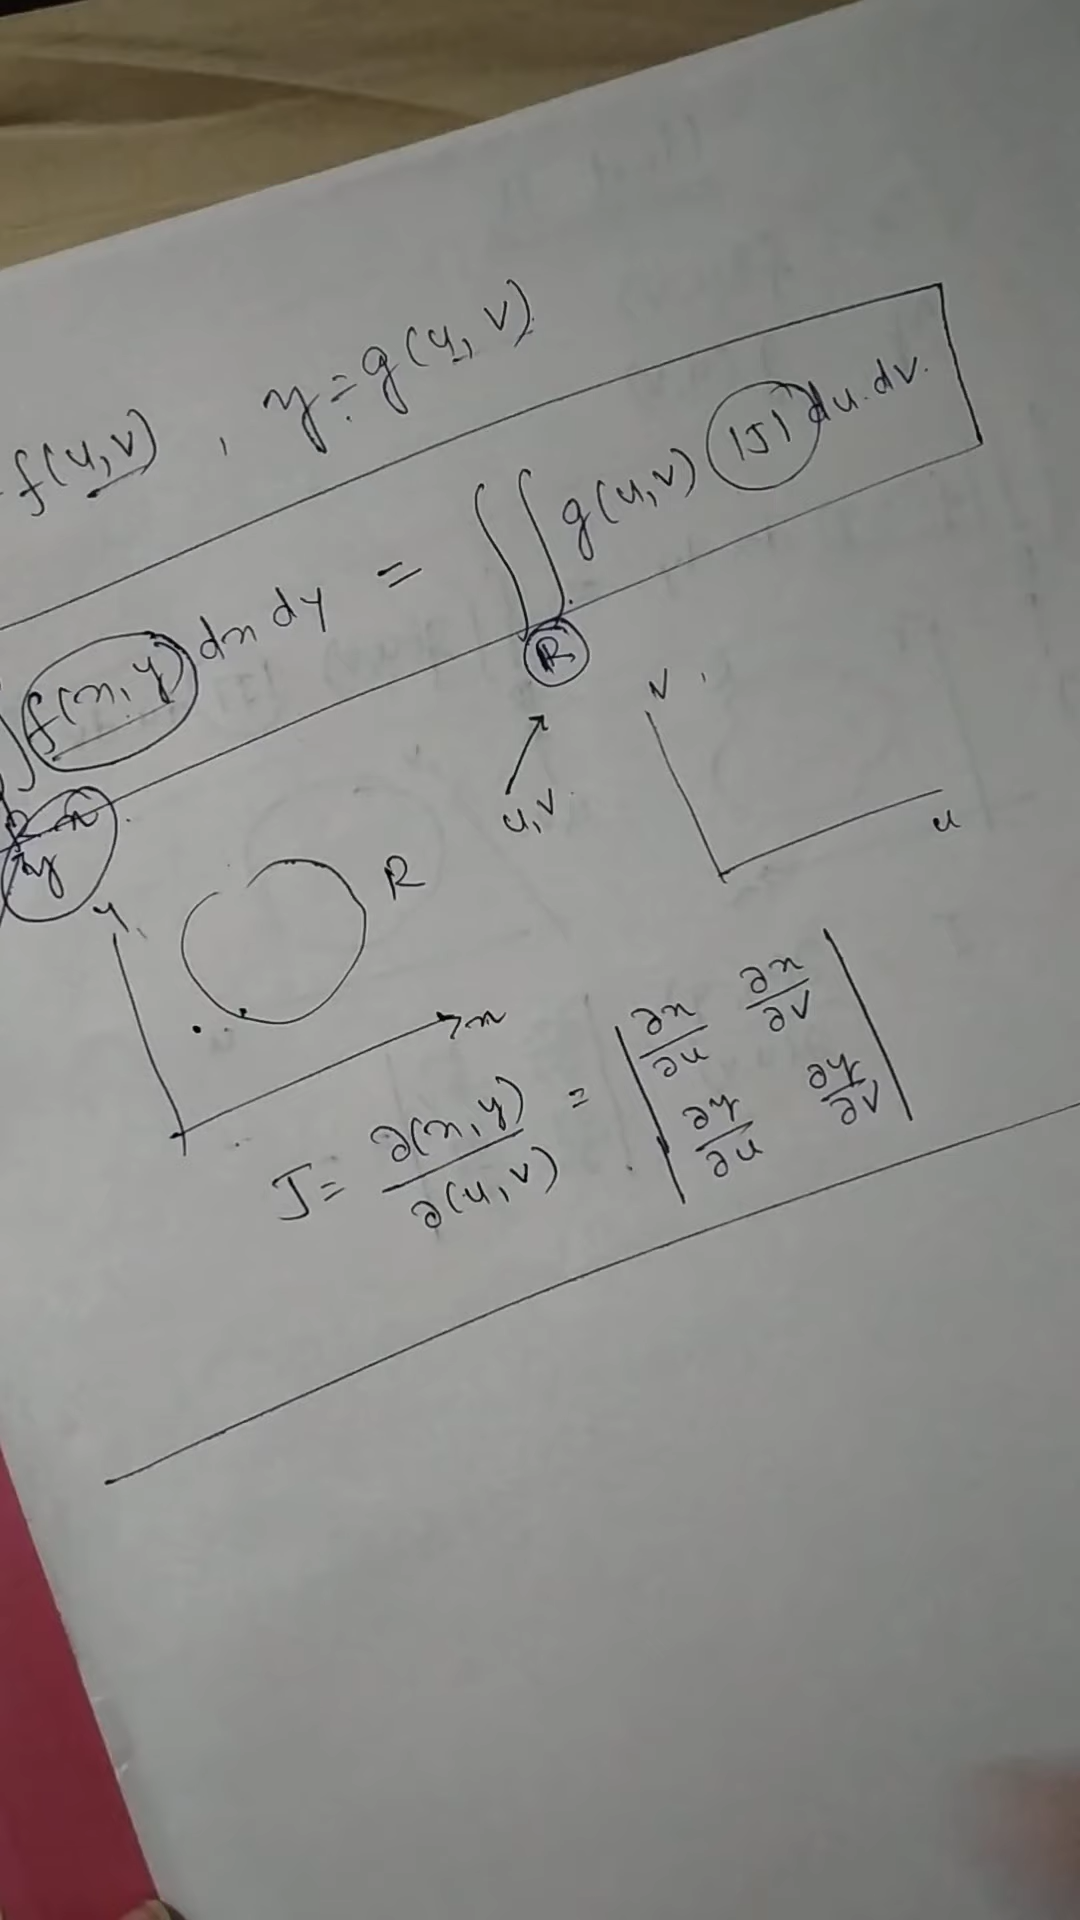 f(u,v) , y=g(u,v)
∫ f(x,y) dx dy = ∬ g(u,v) |J| du.dv.
R
x
y
u,v
v
u
y
R
x
J = ∂(x,y)/∂(u,v) = | ∂x/∂u ∂x/∂v |
| ∂y/∂u ∂y/∂v |